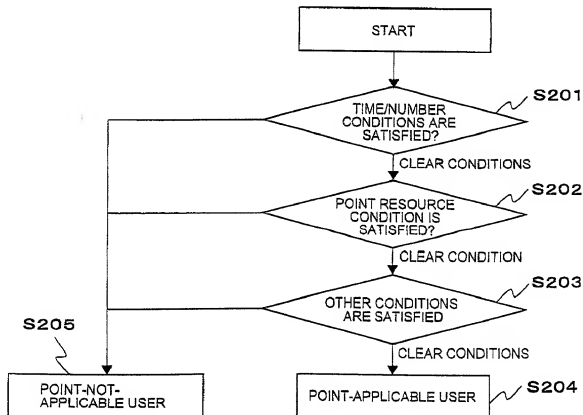 START
S201
TIME/NUMBER
CONDITIONS ARE
SATISFIED?
CLEAR CONDITIONS
S202
POINT RESOURCE
CONDITION IS
SATISFIED?
CLEAR CONDITION
S203
OTHER CONDITIONS
ARE SATISFIED
S205
CLEAR CONDITIONS
POINT-NOT-
APPLICABLE USER
POINT-APPLICABLE USER
S204